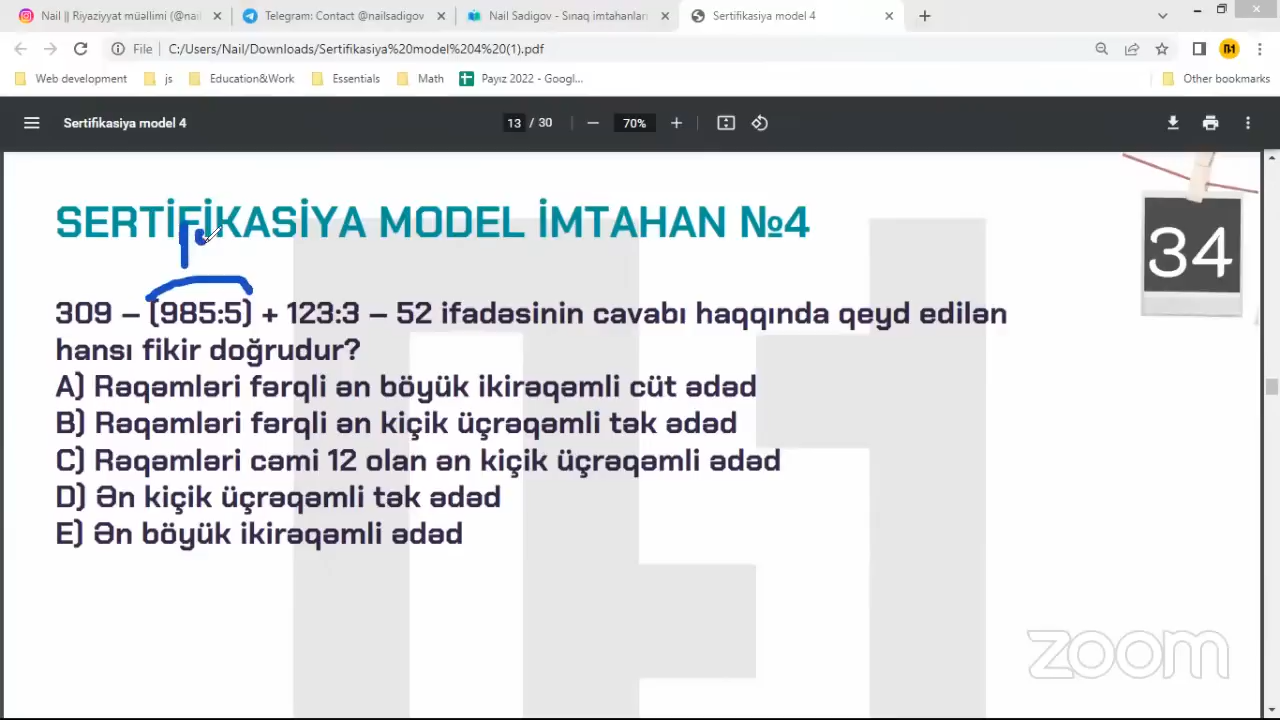 Nail || Riyaziyyat müəllimi (@nail
Telegram: Contact @nailsadigov
Nail Sadigov - Sınaq imtahanları
Sertifikasiya model 4
File
C:/Users/Nail/Downloads/Sertifikasiya%20model%204%20(1).pdf
Web development
js
Education&Work
Essentials
Math
Payız 2022 - Googl...
Other bookmarks
Sertifikasiya model 4
13 / 30
70%
SERTİFİKASİYA MODEL İMTAHAN №4
34
309 – (985:5) + 123:3 – 52 ifadəsinin cavabı haqqında qeyd edilən
hansı fikir doğrudur?
A) Rəqəmləri fərqli ən böyük ikirəqəmli cüt ədəd
B) Rəqəmləri fərqli ən kiçik üçrəqəmli tək ədəd
C) Rəqəmləri cəmi 12 olan ən kiçik üçrəqəmli ədəd
D) Ən kiçik üçrəqəmli tək ədəd
E) Ən böyük ikirəqəmli ədəd
zoom